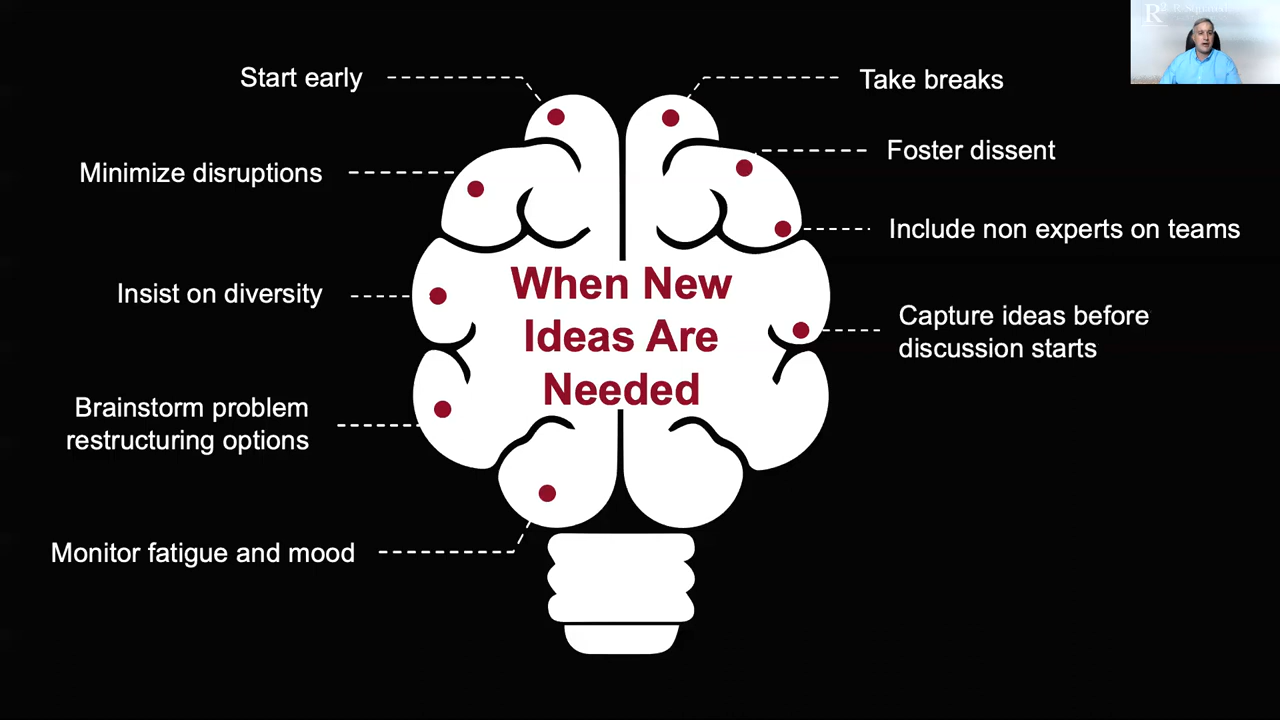 Start early
Minimize disruptions
Insist on diversity
Brainstorm problem
restructuring options
Monitor fatigue and mood
When New
Ideas Are
Needed
Take breaks
Foster dissent
Include non experts on teams
Capture ideas before
discussion starts